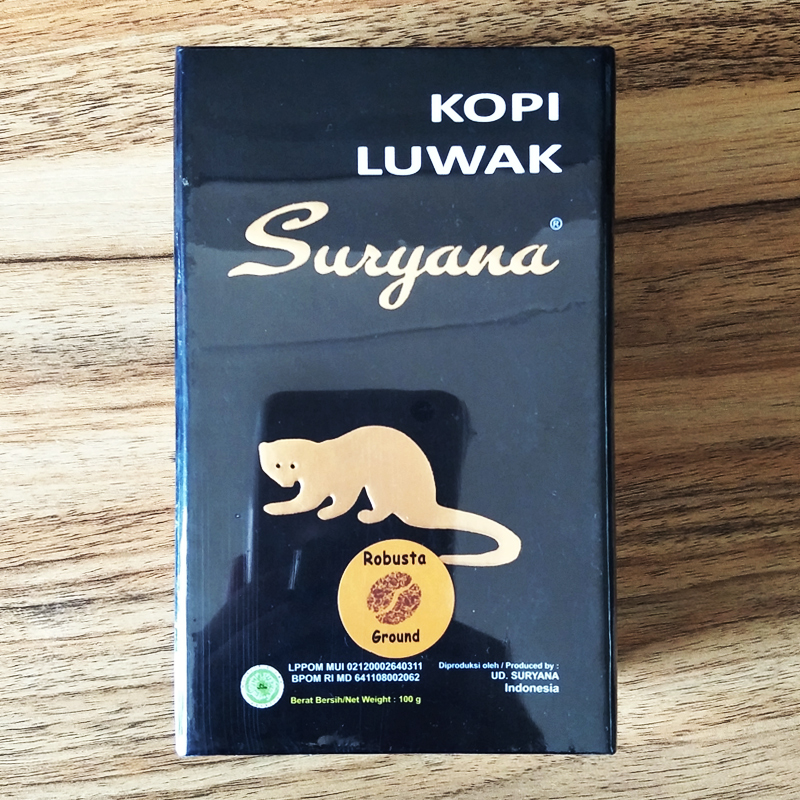 KOPI
LUWAK
Suryana®
Robusta
Ground
LPPOM MUI 02120002640311
BPOM RI MD 641108002062
Berat Bersih/Net Weight : 100 g
Diproduksi oleh / Produced by :
UD. SURYANA
Indonesia